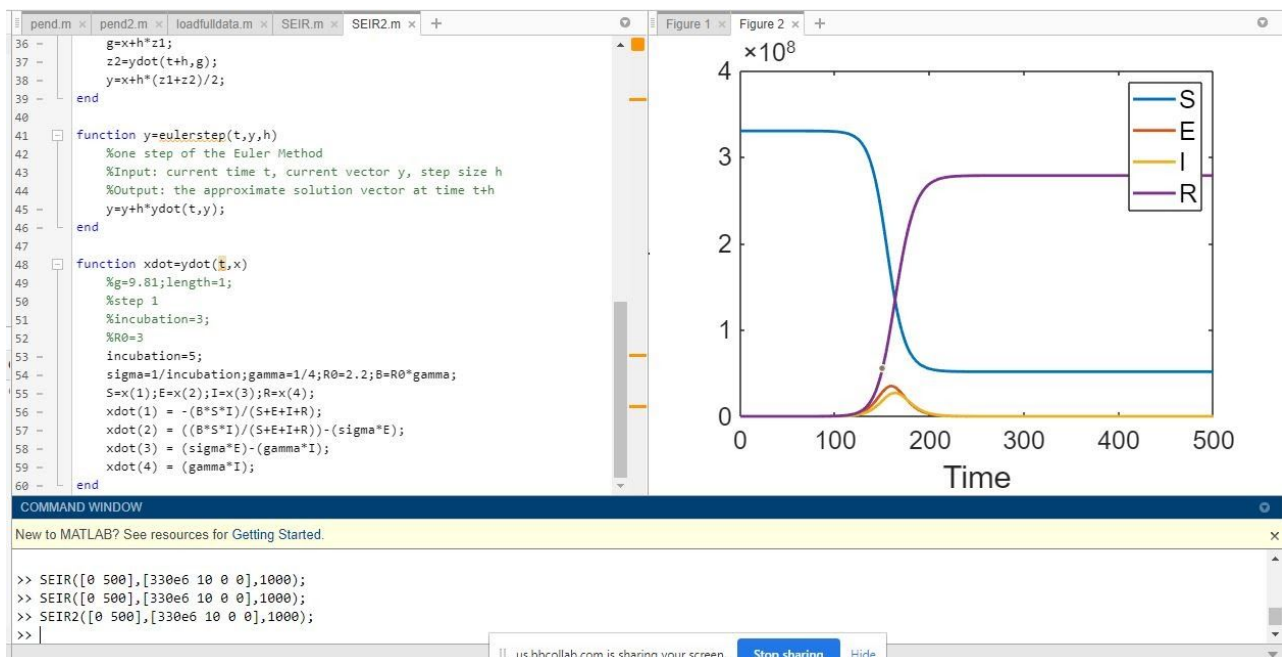 pend.m × pend2.m × loadfulldata.m × SEIR.m × SEIR2.m × +
36 - g=x+h*z1;
37 - z2=ydot(t+h,g);
38 - y=x+h*(z1+z2)/2;
39 - end
40
41 function y=eulerstep(t,y,h)
42 %one step of the Euler Method
43 %Input: current time t, current vector y, step size h
44 %Output: the approximate solution vector at time t+h
45 - y=y+h*ydot(t,y);
46 - end
47
48 function xdot=ydot(t,x)
49 %g=9.81;length=1;
50 %step 1
51 %incubation=3;
52 %R0=3
53 - incubation=5;
54 - sigma=1/incubation;gamma=1/4;R0=2.2;B=R0*gamma;
55 - S=x(1);E=x(2);I=x(3);R=x(4);
56 - xdot(1) = -(B*S*I)/(S+E+I+R);
57 - xdot(2) = ((B*S*I)/(S+E+I+R))-(sigma*E);
58 - xdot(3) = (sigma*E)-(gamma*I);
59 - xdot(4) = (gamma*I);
60 - end
Figure 1 × Figure 2 × +
×10⁸
4
3
2
1
0
0 100 200 300 400 500
Time
S
E
I
R
COMMAND WINDOW
New to MATLAB? See resources for Getting Started. ×
>> SEIR([0 500],[330e6 10 0 0],1000);
>> SEIR([0 500],[330e6 10 0 0],1000);
>> SEIR2([0 500],[330e6 10 0 0],1000);
>>
us.bbcollab.com is sharing your screen. Stop sharing Hide